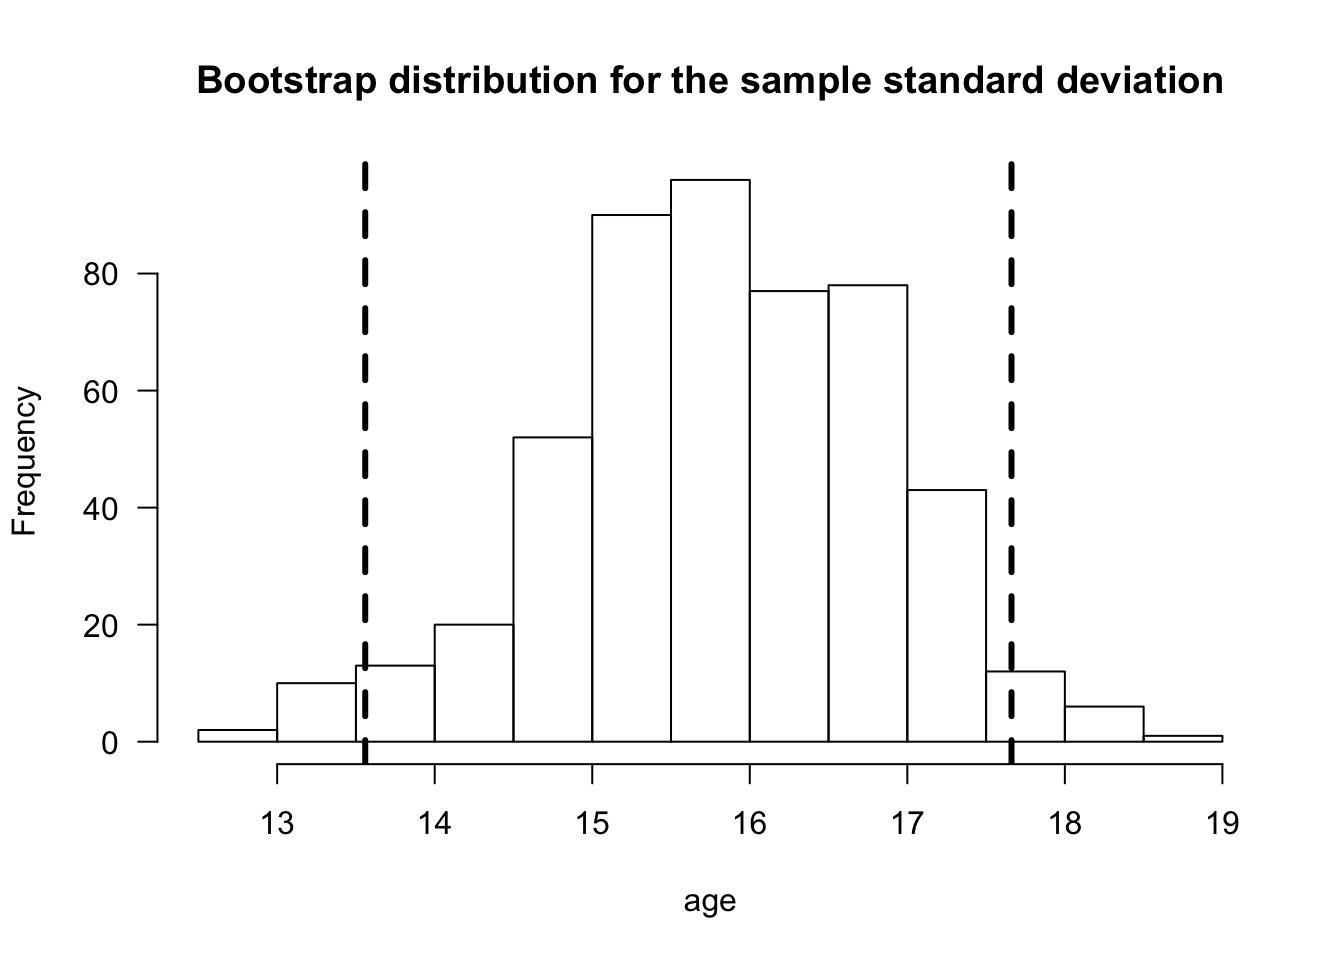 Bootstrap distribution for the sample standard deviation
Frequency
80
60
40
20
0
13 14 15 16 17 18 19
age